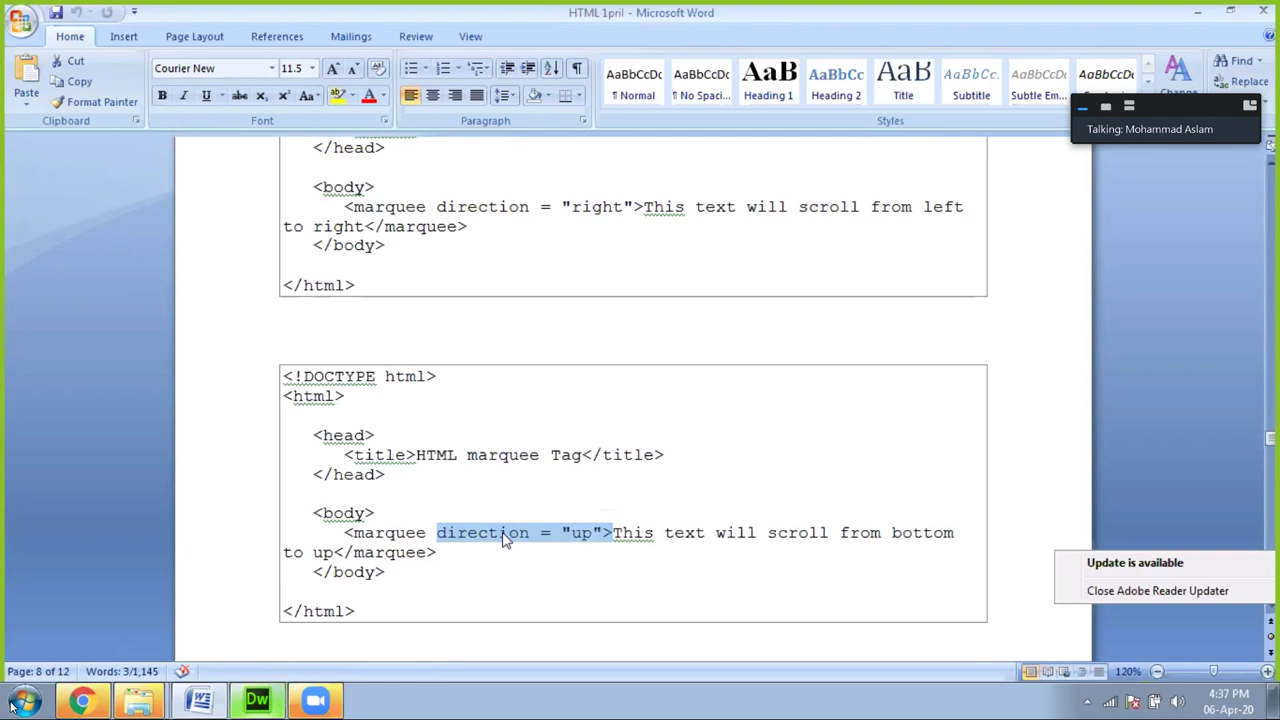 HTML 1pril - Microsoft Word
Home Insert Page Layout References Mailings Review View
Paste
Cut
Copy
Format Painter
Clipboard
Courier New 11.5
Font
Paragraph
AaBbCcDc AaBbCcDc AaB AaBbCc AaB AaBbCc AaBbCcDc AaBbCcDc
¶ Normal ¶ No Spaci... Heading 1 Heading 2 Title Subtitle Subtle Em...
Styles
Find
Replace
Talking: Mohammad Aslam
</head>
<body>
<marquee direction = "right">This text will scroll from left
to right</marquee>
</body>
</html>
<!DOCTYPE html>
<html>
<head>
<title>HTML marquee Tag</title>
</head>
<body>
<marquee direction = "up">This text will scroll from bottom
to up</marquee>
</body>
</html>
Update is available
Close Adobe Reader Updater
Page: 8 of 12 Words: 3/1,145 120%
Dw
4:37 PM
06-Apr-20